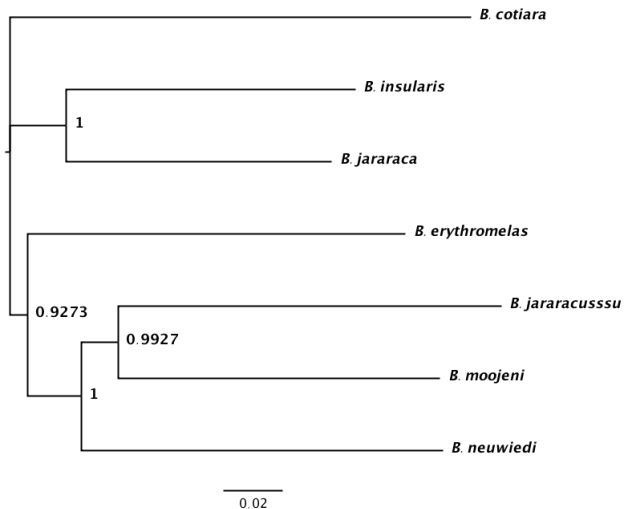 B. cotiara
B. insularis
1
B. jararaca
B. erythromelas
B. jararacusssu
0.9273
0.9927
B. moojeni
1
B. neuwiedi
0.02